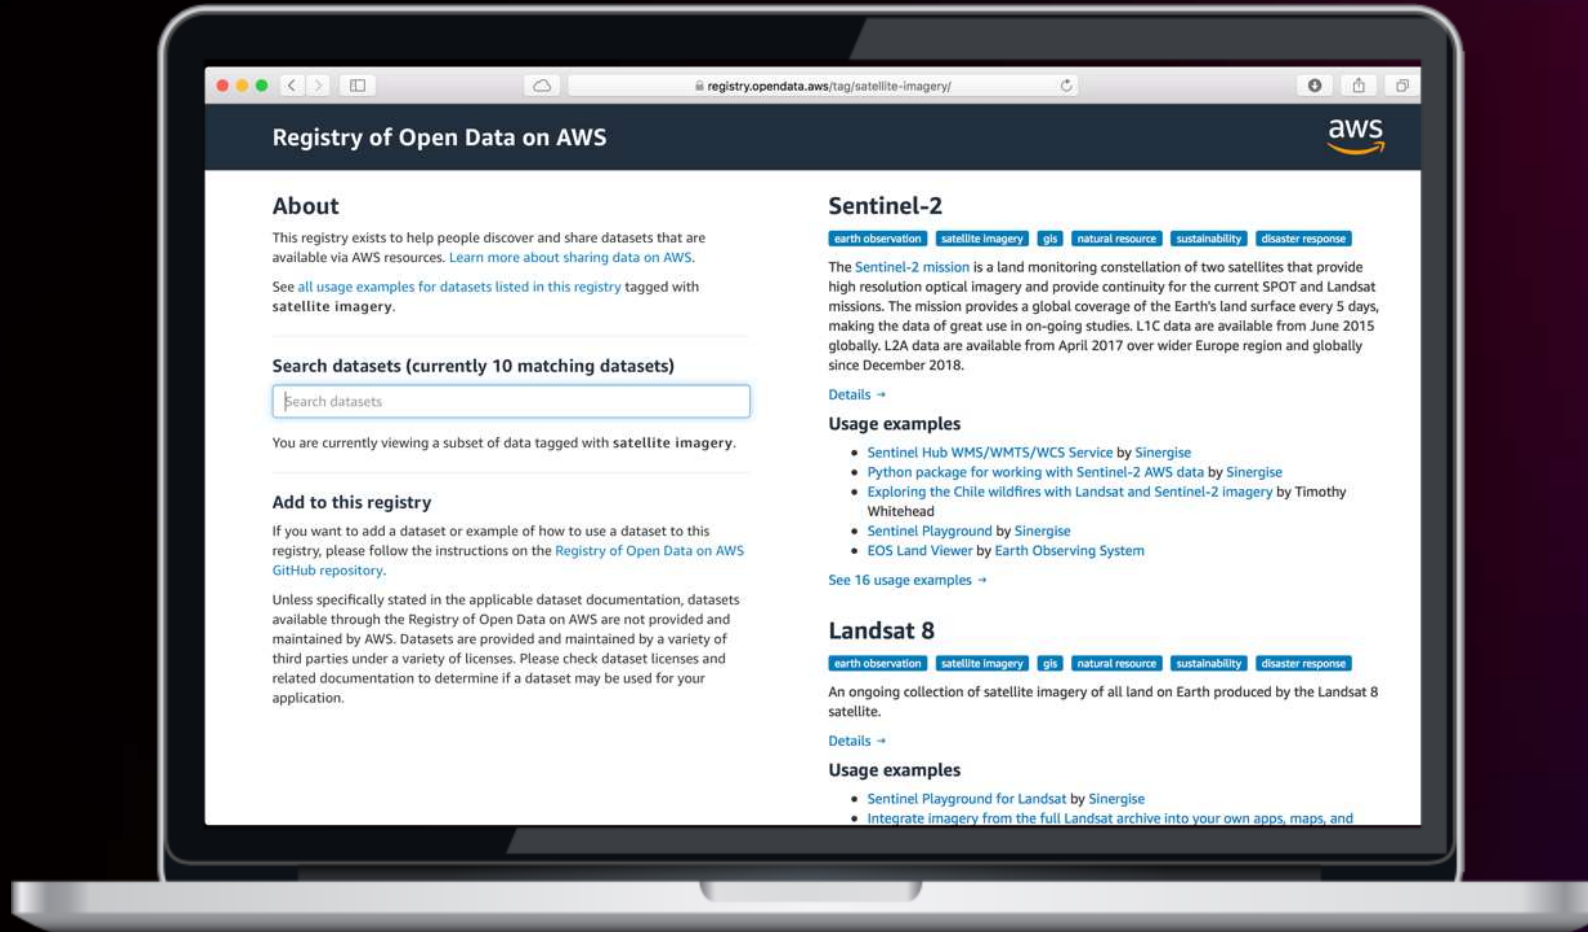 registry.opendata.aws/tag/satellite-imagery/
Registry of Open Data on AWS
aws
About
This registry exists to help people discover and share datasets that are
available via AWS resources. Learn more about sharing data on AWS.
See all usage examples for datasets listed in this registry tagged with
satellite imagery.
Search datasets (currently 10 matching datasets)
Search datasets
You are currently viewing a subset of data tagged with satellite imagery.
Add to this registry
If you want to add a dataset or example of how to use a dataset to this
registry, please follow the instructions on the Registry of Open Data on AWS
GitHub repository.
Unless specifically stated in the applicable dataset documentation, datasets
available through the Registry of Open Data on AWS are not provided and
maintained by AWS. Datasets are provided and maintained by a variety of
third parties under a variety of licenses. Please check dataset licenses and
related documentation to determine if a dataset may be used for your
application.
Sentinel-2
earth observation satellite imagery gis natural resource sustainability disaster response
The Sentinel-2 mission is a land monitoring constellation of two satellites that provide
high resolution optical imagery and provide continuity for the current SPOT and Landsat
missions. The mission provides a global coverage of the Earth's land surface every 5 days,
making the data of great use in on-going studies. L1C data are available from June 2015
globally. L2A data are available from April 2017 over wider Europe region and globally
since December 2018.
Details →
Usage examples
• Sentinel Hub WMS/WMTS/WCS Service by Sinergise
• Python package for working with Sentinel-2 AWS data by Sinergise
• Exploring the Chile wildfires with Landsat and Sentinel-2 imagery by Timothy
Whitehead
• Sentinel Playground by Sinergise
• EOS Land Viewer by Earth Observing System
See 16 usage examples →
Landsat 8
earth observation satellite imagery gis natural resource sustainability disaster response
An ongoing collection of satellite imagery of all land on Earth produced by the Landsat 8
satellite.
Details →
Usage examples
• Sentinel Playground for Landsat by Sinergise
• Integrate imagery from the full Landsat archive into your own apps, maps, and